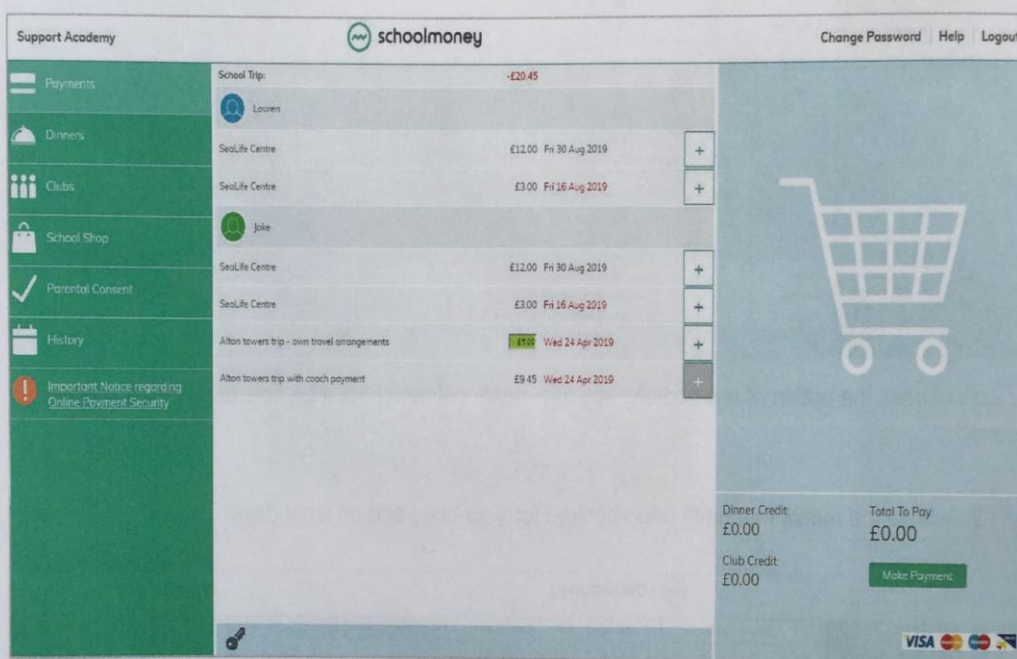 Support Academy
schoolmoney
Change Password Help Logout
Payments
Dinners
Clubs
School Shop
Parental Consent
History
Important Notice regarding
Online Payment Security
School Trip: -£20.45
Lauren
SeaLife Centre £12.00 Fri 30 Aug 2019 +
SeaLife Centre £3.00 Fri 16 Aug 2019 +
Jake
SeaLife Centre £12.00 Fri 30 Aug 2019 +
SeaLife Centre £3.00 Fri 16 Aug 2019 +
Alton towers trip - own travel arrangements Wed 24 Apr 2019 +
Alton towers trip with coach payment £9.45 Wed 24 Apr 2019 +
Dinner Credit: Total To Pay:
£0.00 £0.00
Club Credit:
£0.00 Make Payment
VISA